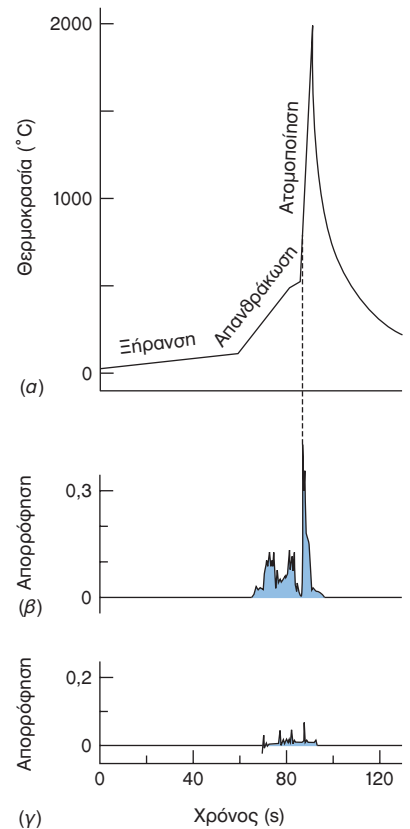 2000
1000
0
Θερμοκρασία (°C)
Ξήρανση
Απανθράκωση
Ατομοποίηση
(α)
0,3
0
Απορρόφηση
(β)
0,2
0
Απορρόφηση
0 40 80 120
Χρόνος (s)
(γ)